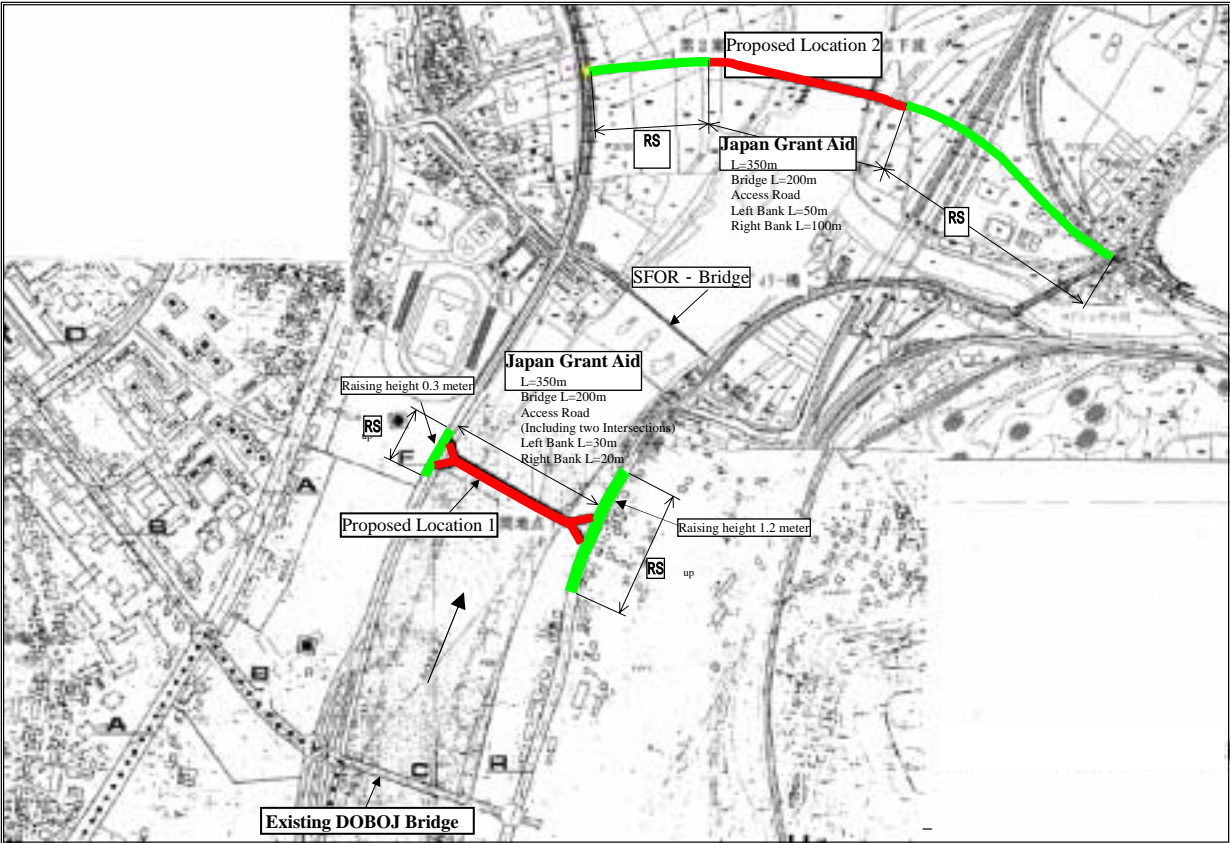 Proposed Location 2
RS
Japan Grant Aid
L=350m
Bridge L=200m
Access Road
Left Bank L=50m
Right Bank L=100m
RS
SFOR - Bridge
Japan Grant Aid
L=350m
Bridge L=200m
Access Road
(Including two Intersections)
Left Bank L=30m
Right Bank L=20m
Raising height 0.3 meter
RS
up
F
A
B
D
Proposed Location 1
Raising height 1.2 meter
RS
up
B
A
C
R
Existing DOBOJ Bridge